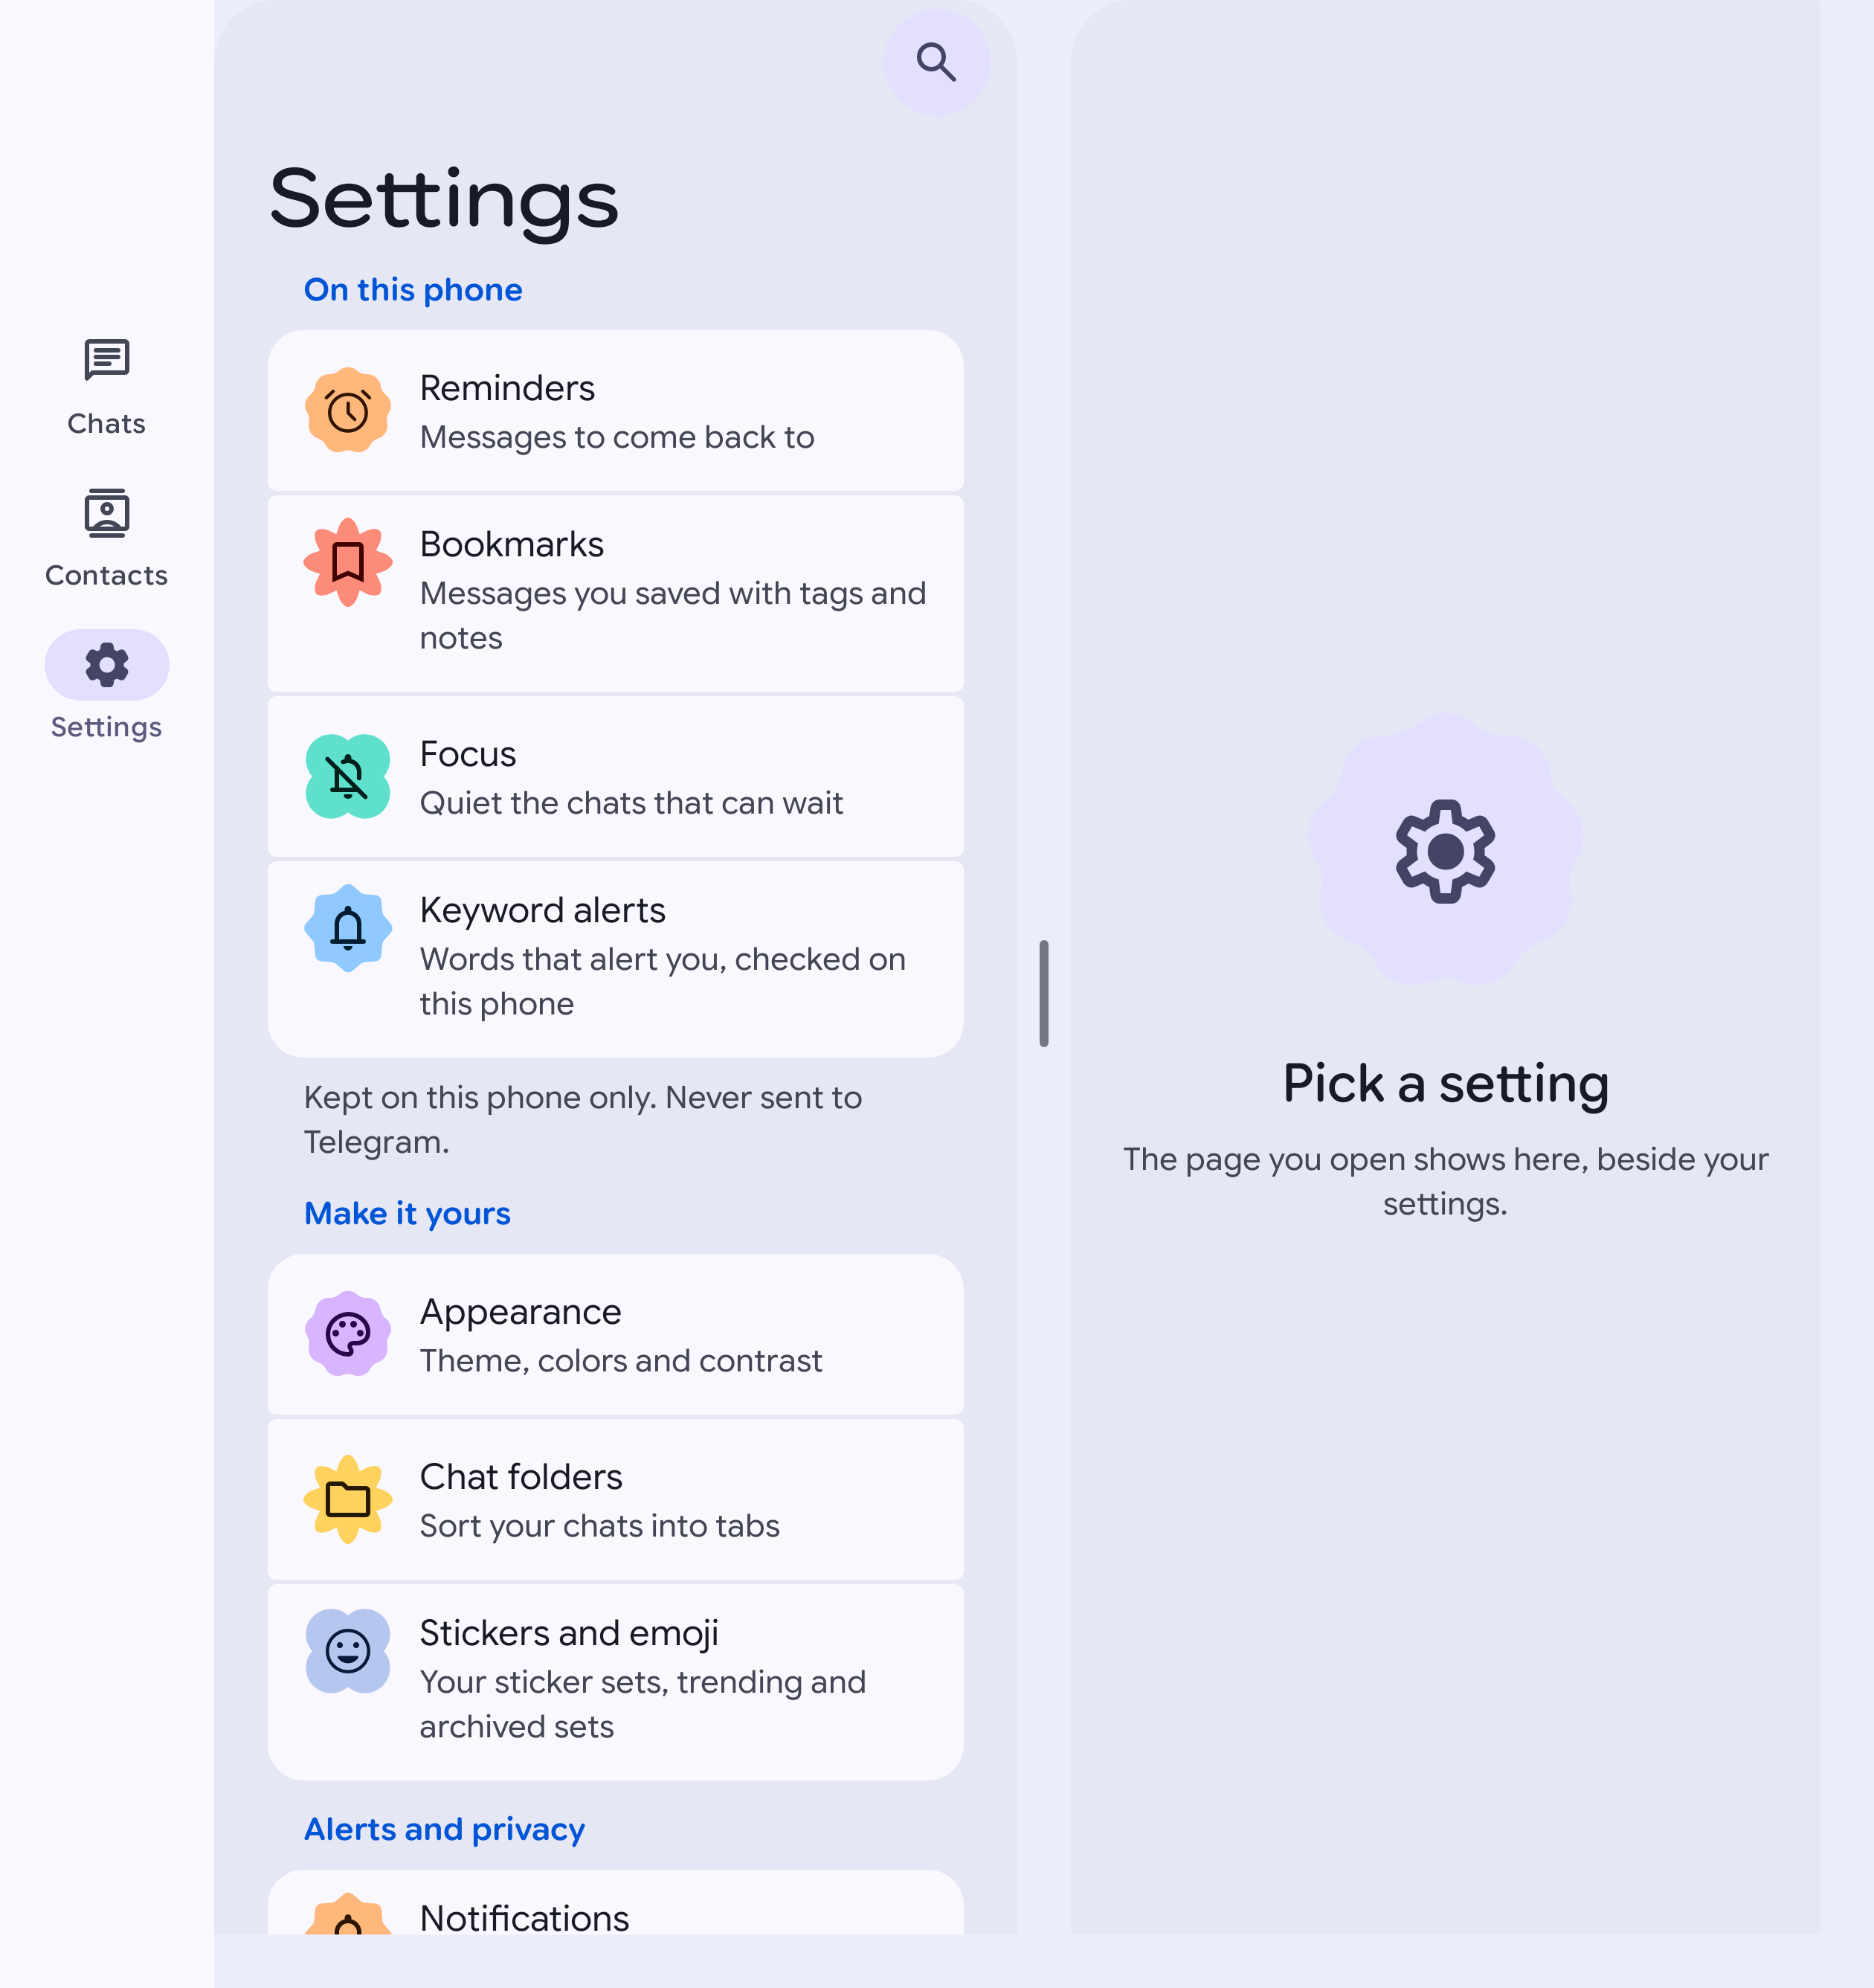 Chats
Contacts
Settings
Settings
On this phone
Reminders
Messages to come back to
Bookmarks
Messages you saved with tags and
notes
Focus
Quiet the chats that can wait
Keyword alerts
Words that alert you, checked on
this phone
Kept on this phone only. Never sent to
Telegram.
Make it yours
Appearance
Theme, colors and contrast
Chat folders
Sort your chats into tabs
Stickers and emoji
Your sticker sets, trending and
archived sets
Alerts and privacy
Notifications
Pick a setting
The page you open shows here, beside your
settings.